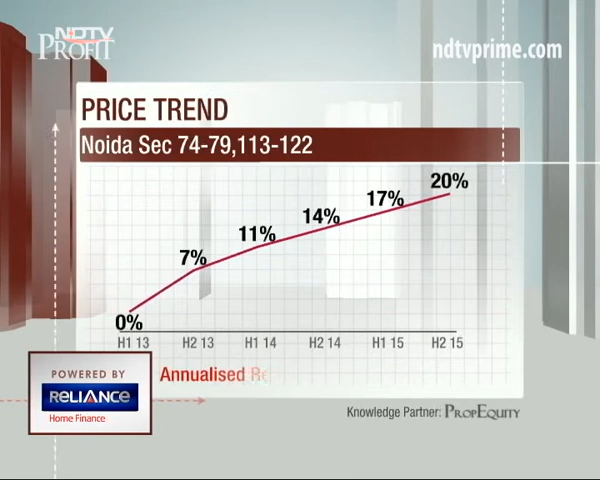 NDTV
PROFIT
ndtvprime.com
PRICE TREND
Noida Sec 74-79,113-122
0%
7%
11%
14%
17%
20%
H1 13 H2 13 H1 14 H2 14 H1 15 H2 15
POWERED BY
RELIANCE
Home Finance
Annualised
Knowledge Partner: PROPEQUITY